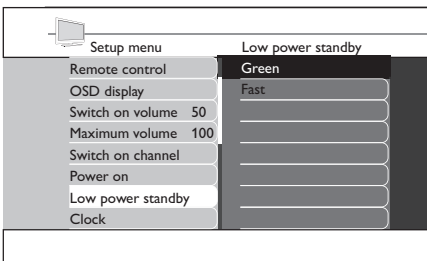 Setup menu
Low power standby
Remote control
Green
OSD display
Fast
Switch on volume 50
Maximum volume 100
Switch on channel
Power on
Low power standby
Clock